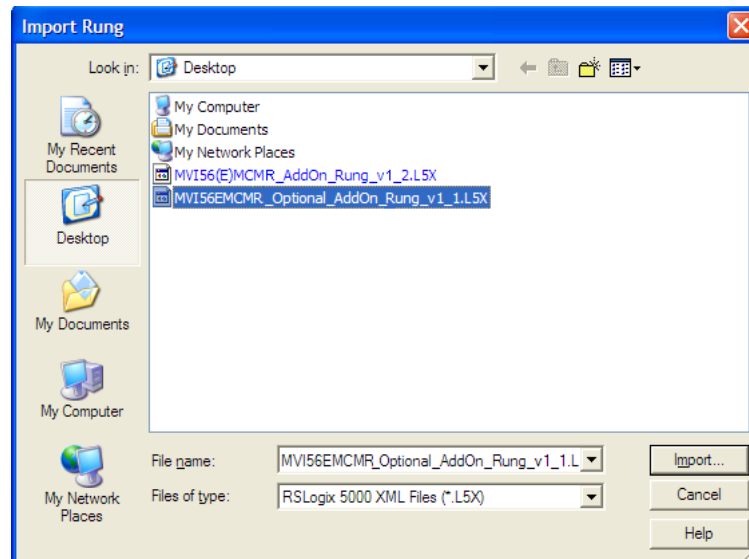 Import Rung
Look in:
Desktop
My Recent
Documents
Desktop
My Documents
My Computer
My Network
Places
My Computer
My Documents
My Network Places
MVI56(E)MCMR_AddOn_Rung_v1_2.L5X
MVI56EMCMR_Optional_AddOn_Rung_v1_1.L5X
File name:
MVI56EMCMR_Optional_AddOn_Rung_v1_1.L
Import...
Files of type:
RSLogix 5000 XML Files (*.L5X)
Cancel
Help